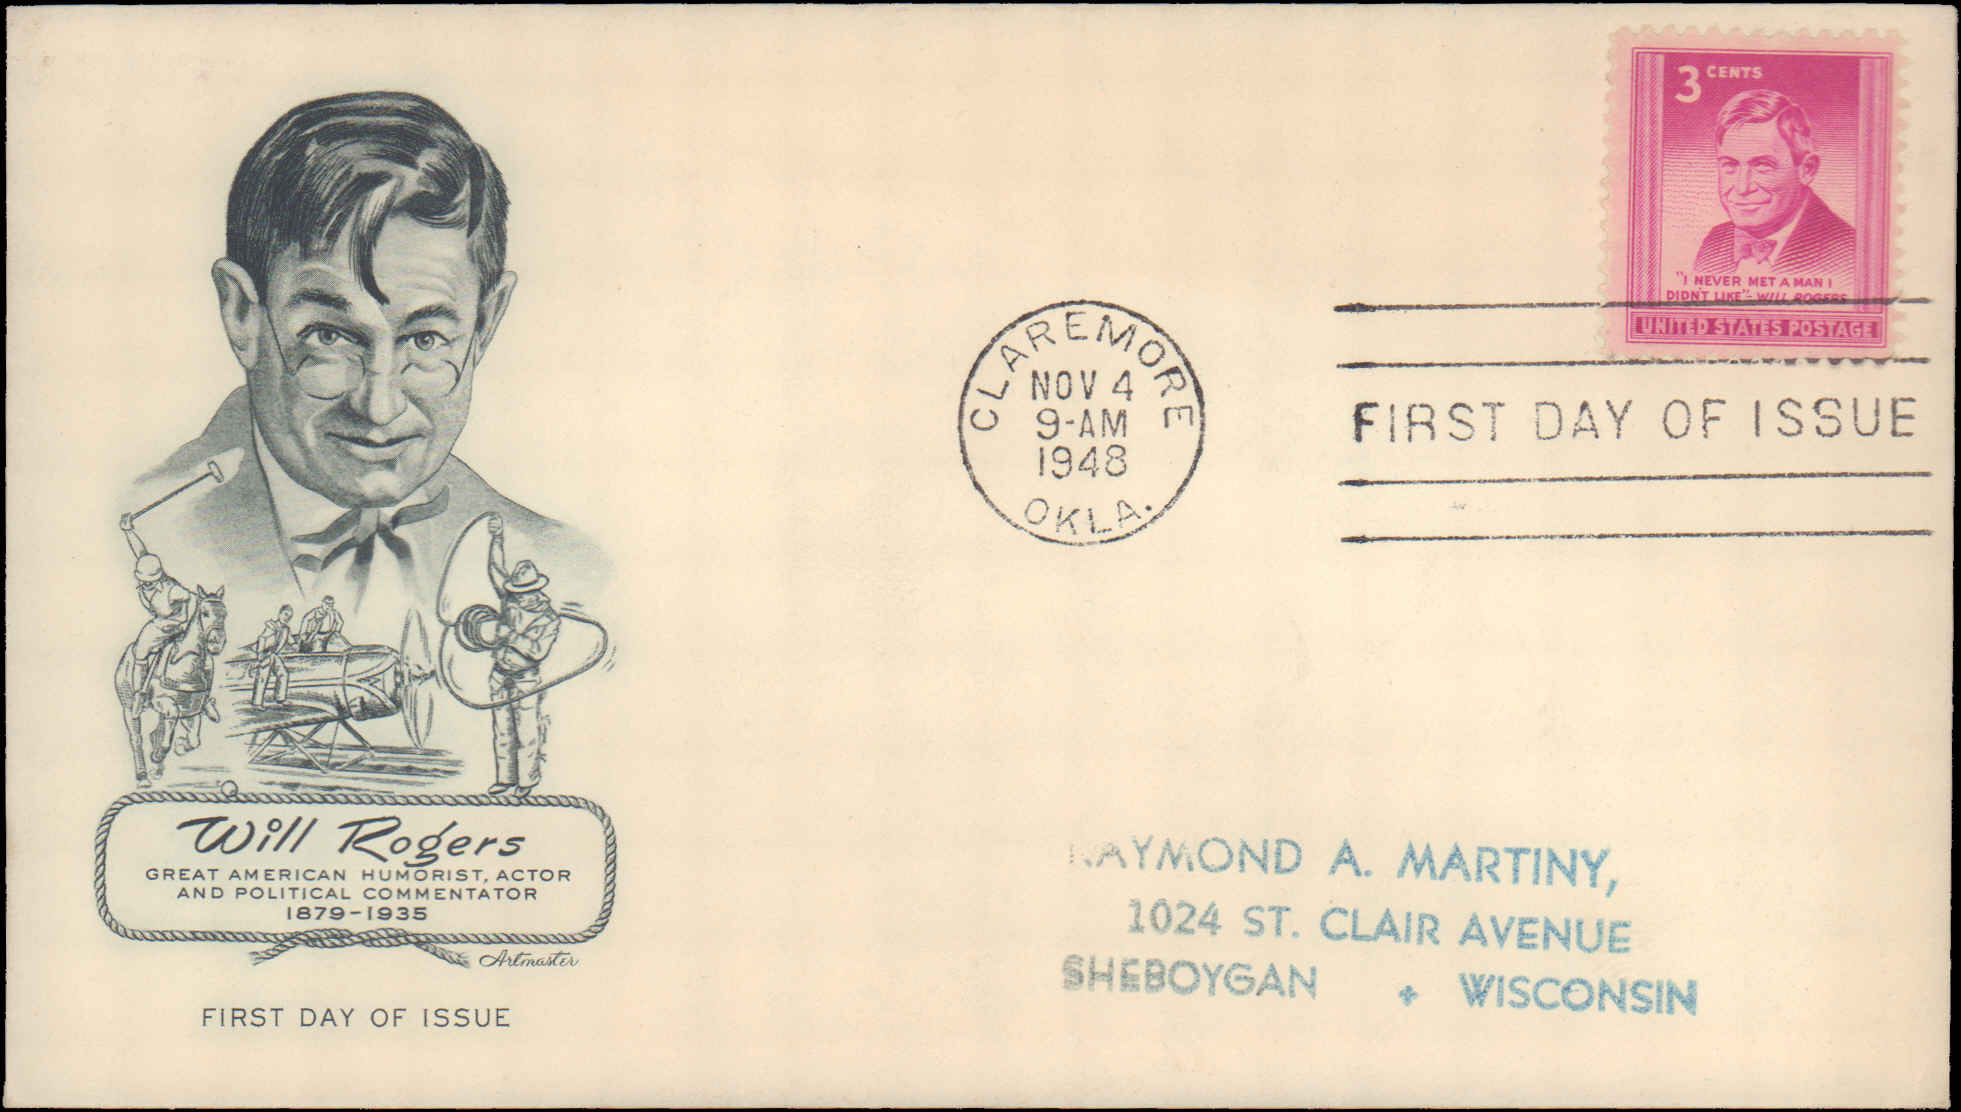 3 CENTS
"I NEVER MET A MAN I
DIDN'T LIKE" - WILL ROGERS
UNITED STATES POSTAGE
CLAREMORE
NOV 4
9-AM
1948
OKLA.
FIRST DAY OF ISSUE
Will Rogers
GREAT AMERICAN HUMORIST, ACTOR
AND POLITICAL COMMENTATOR
1879-1935
Artmaster
FIRST DAY OF ISSUE
RAYMOND A. MARTINY,
1024 ST. CLAIR AVENUE
SHEBOYGAN + WISCONSIN